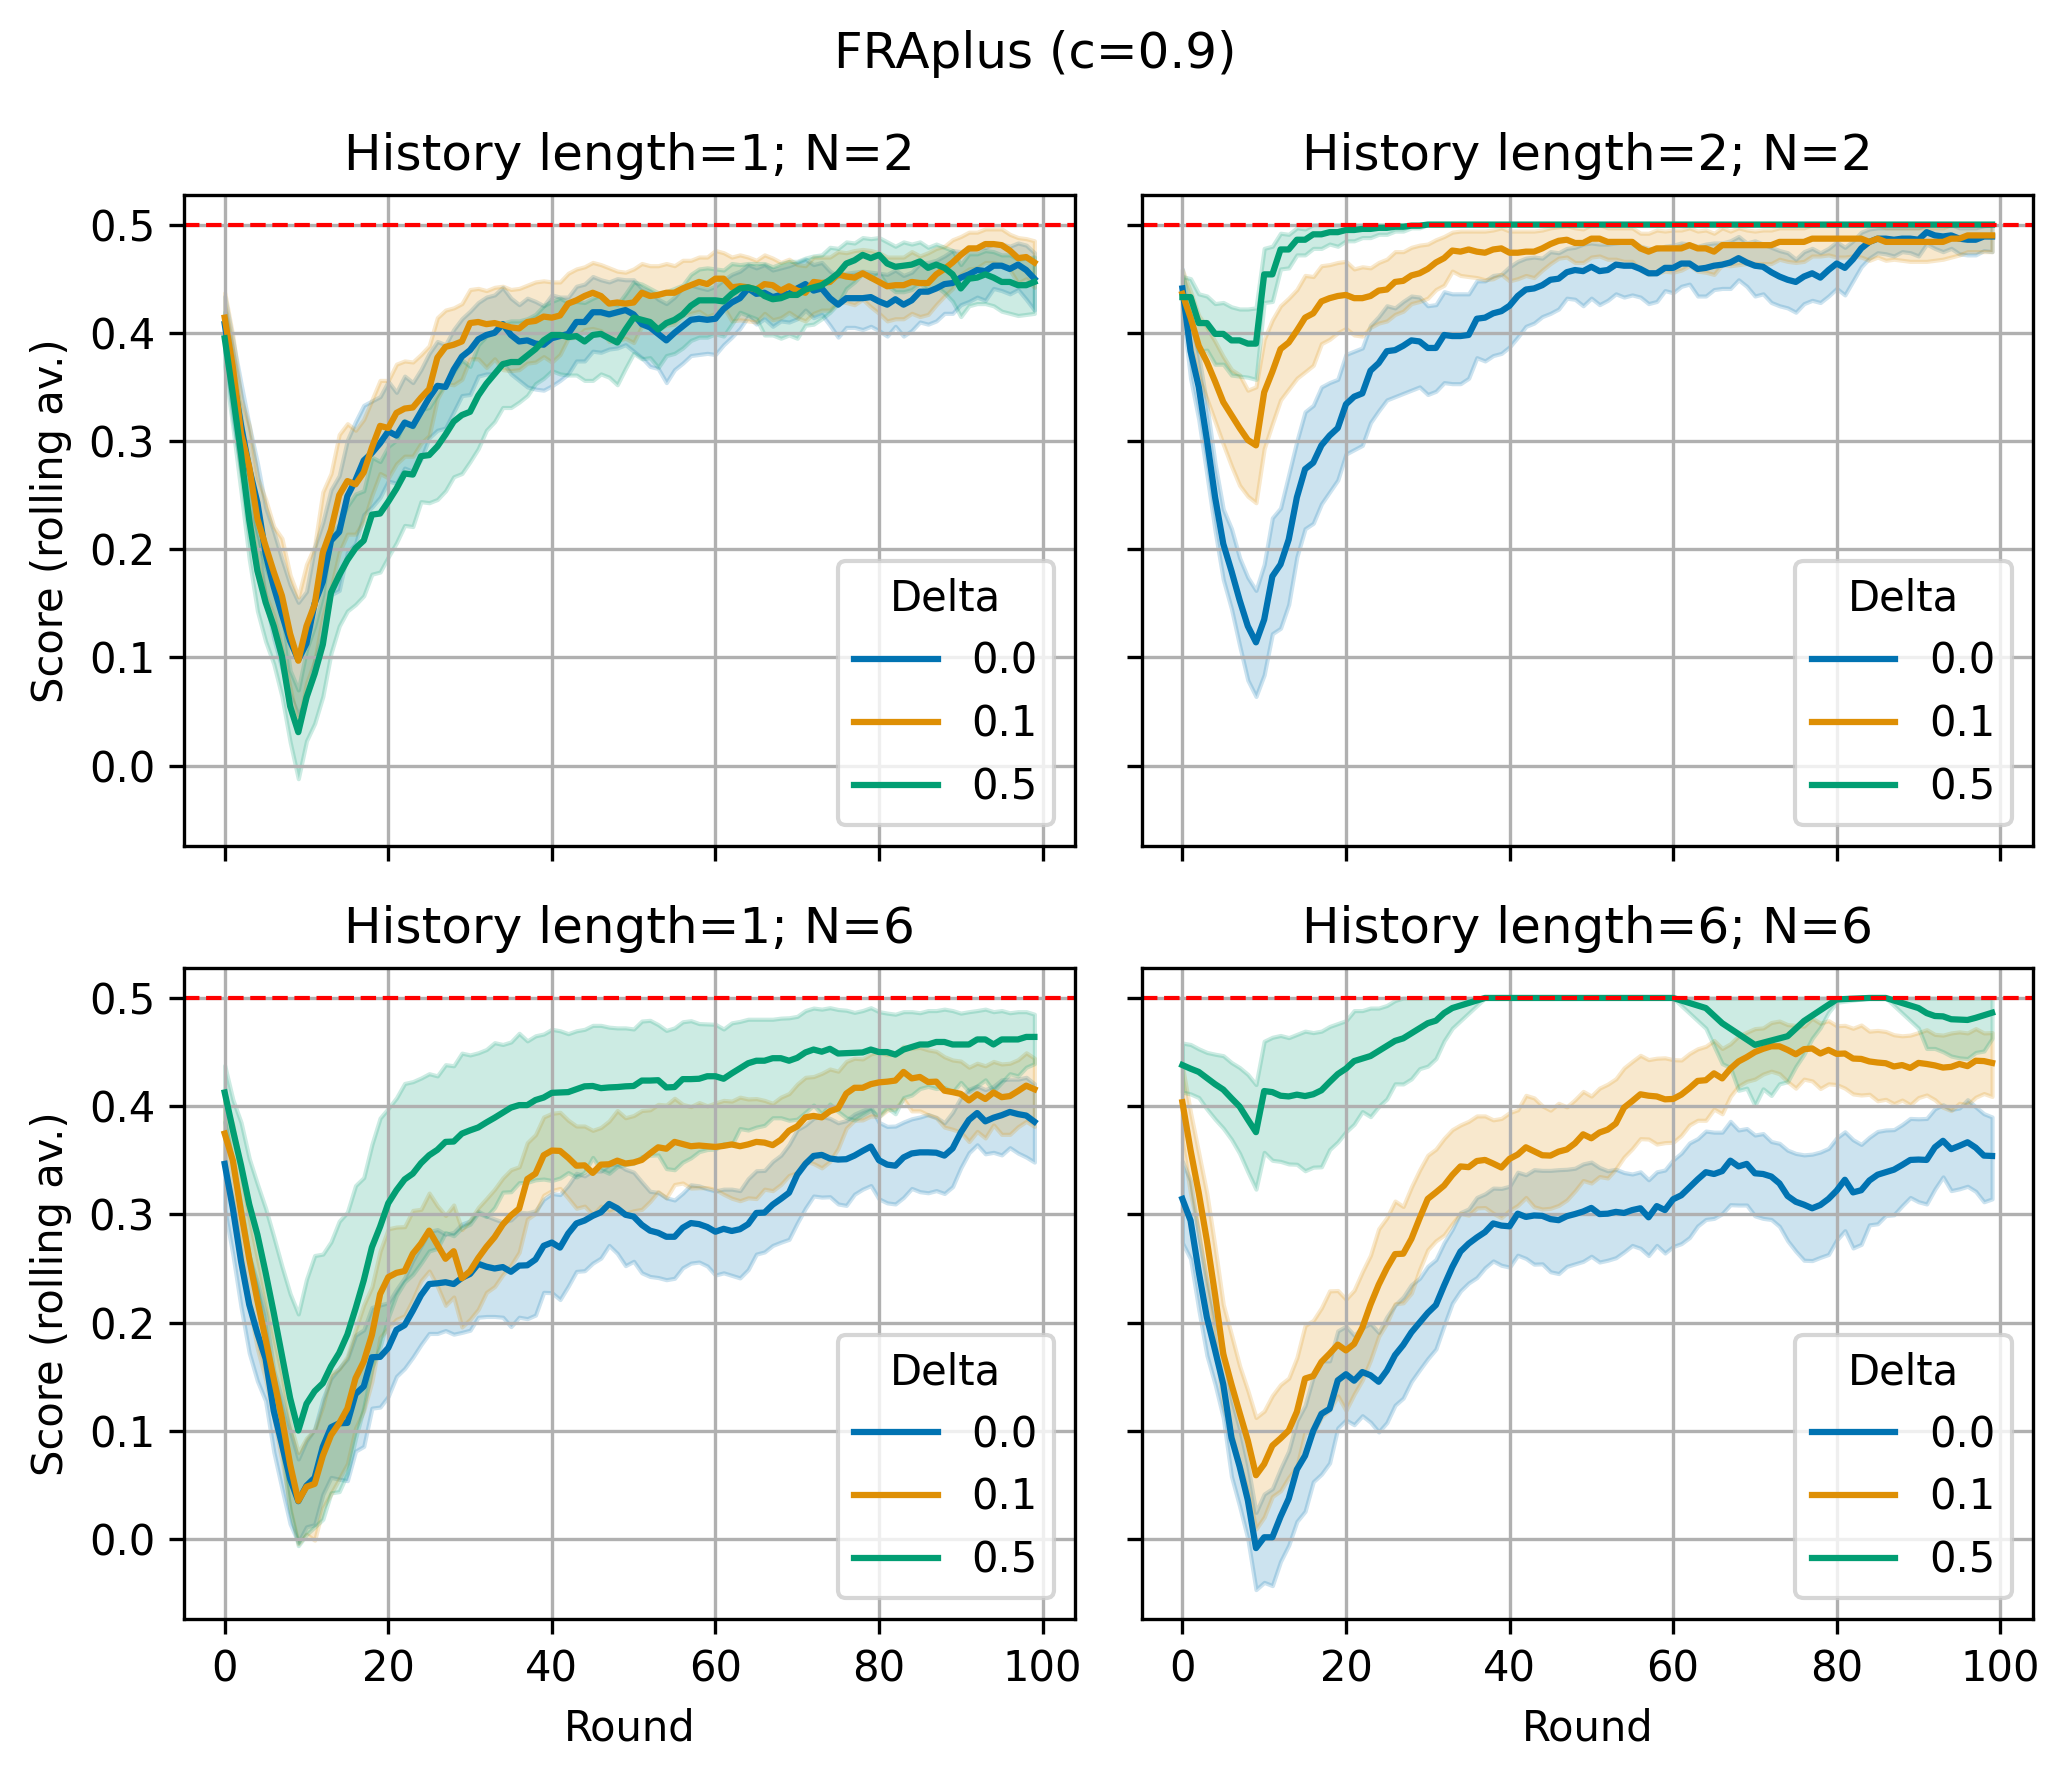 FRAplus (c=0.9)
History length=1; N=2
History length=2; N=2
Score (rolling av.)
0.5
0.4
0.3
0.2
0.1
0.0
Delta
0.0
0.1
0.5
Delta
0.0
0.1
0.5
History length=1; N=6
History length=6; N=6
Score (rolling av.)
0.5
0.4
0.3
0.2
0.1
0.0
Delta
0.0
0.1
0.5
Delta
0.0
0.1
0.5
0 20 40 60 80 100
0 20 40 60 80 100
Round
Round